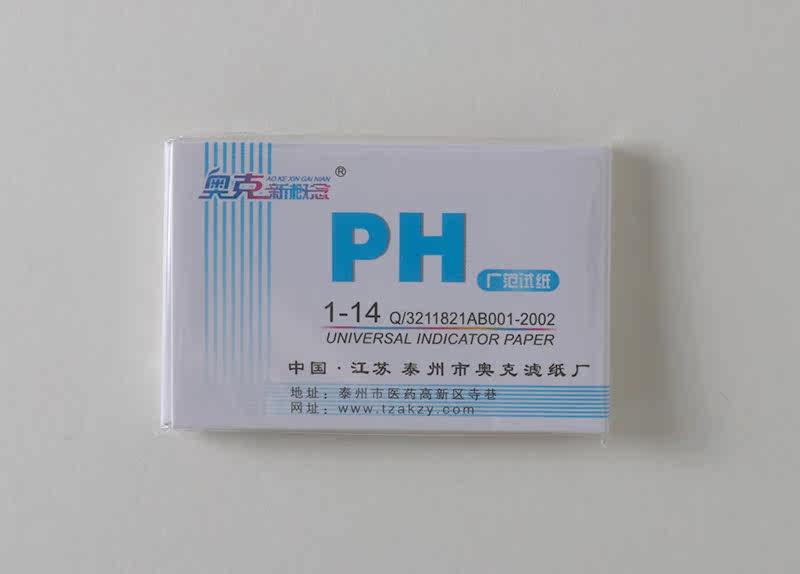 奥克新概念 ®
AO KE XIN GAI NIAN
PH
广范试纸
1-14 Q/3211821AB001-2002
UNIVERSAL INDICATOR PAPER
中国·江苏 泰州市奥克滤纸厂
地址：泰州市医药高新区寺巷
网址：www.tzakzy.com